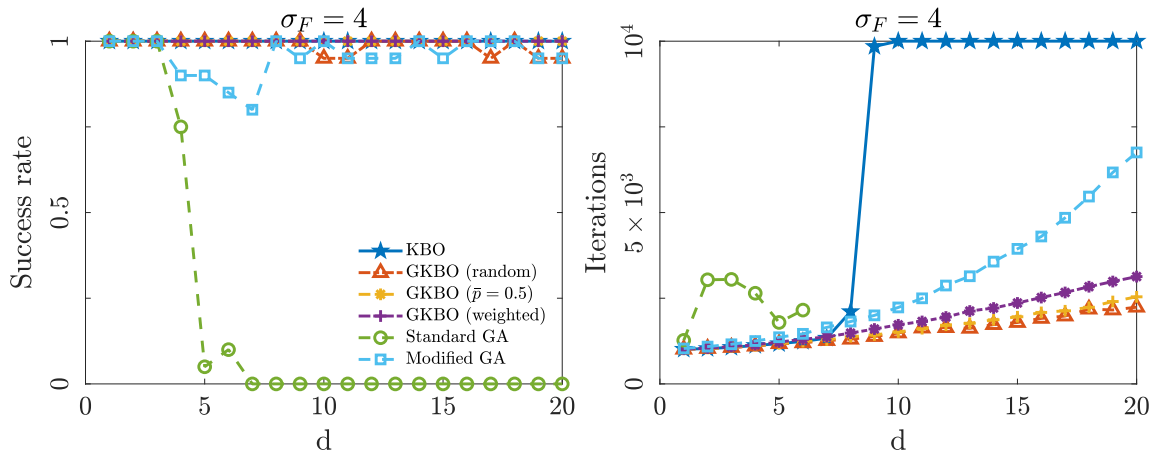 σ_F = 4
1
0.5
0
Success rate
KBO
GKBO (random)
GKBO (p̄ = 0.5)
GKBO (weighted)
Standard GA
Modified GA
0 5 10 15 20
d
σ_F = 4
10^4
5 × 10^3
0
Iterations
0 5 10 15 20
d